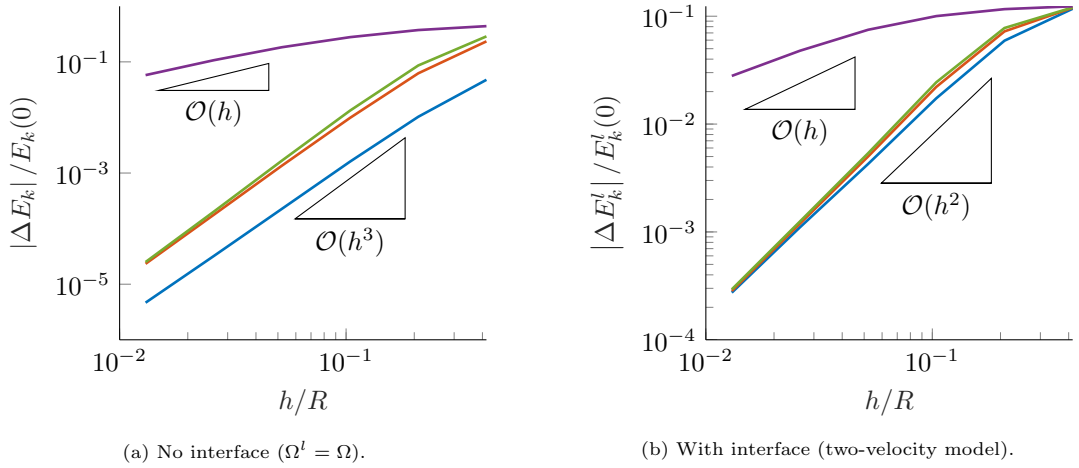 |ΔE_k| / E_k(0)
10^{-1}
10^{-3}
10^{-5}
O(h)
O(h^3)
10^{-2}
10^{-1}
h/R
(a) No interface (Ω^l = Ω).
|ΔE_k^l| / E_k^l(0)
10^{-1}
10^{-2}
10^{-3}
10^{-4}
O(h)
O(h^2)
10^{-2}
10^{-1}
h/R
(b) With interface (two-velocity model).